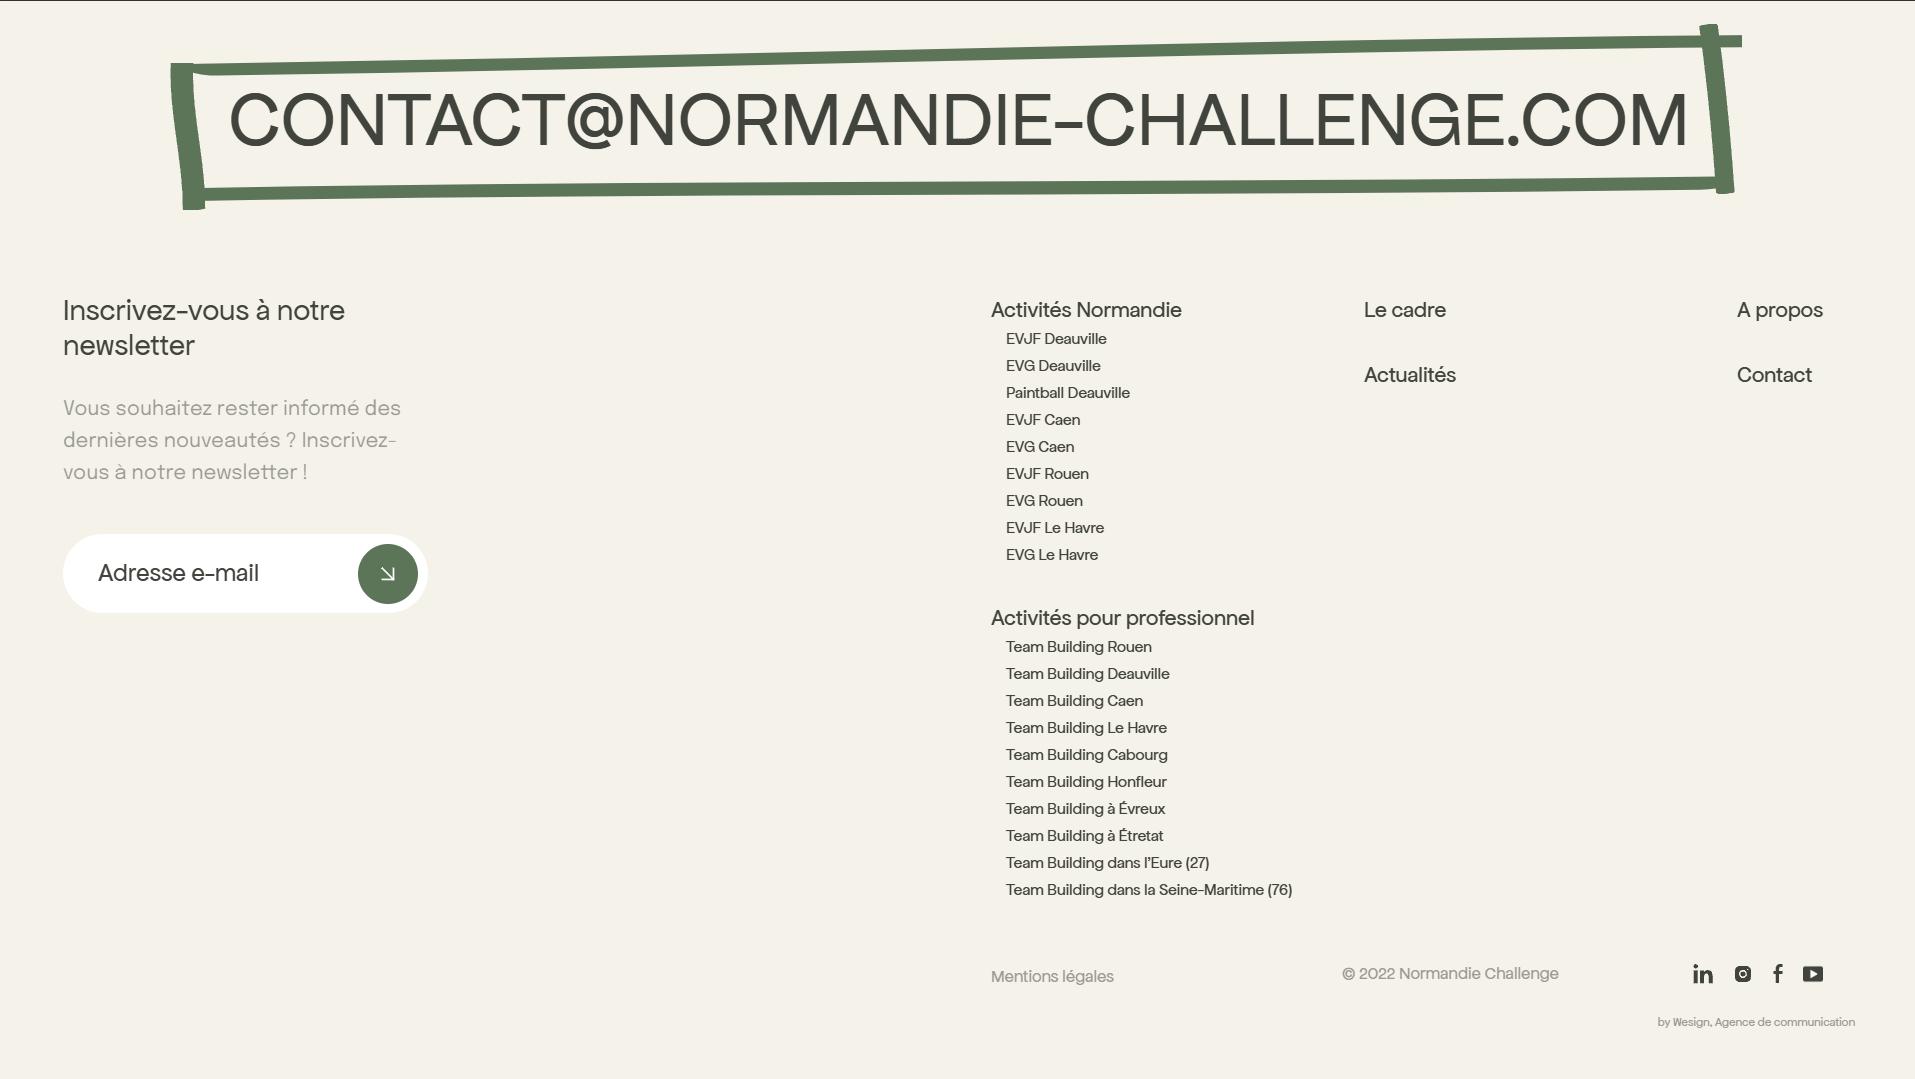 CONTACT@NORMANDIE-CHALLENGE.COM
Inscrivez-vous à notre
newsletter
Vous souhaitez rester informé des
dernières nouveautés ? Inscrivez-
vous à notre newsletter !
Adresse e-mail
Activités Normandie
EVJF Deauville
EVG Deauville
Paintball Deauville
EVJF Caen
EVG Caen
EVJF Rouen
EVG Rouen
EVJF Le Havre
EVG Le Havre
Activités pour professionnel
Team Building Rouen
Team Building Deauville
Team Building Caen
Team Building Le Havre
Team Building Cabourg
Team Building Honfleur
Team Building à Évreux
Team Building à Étretat
Team Building dans l'Eure (27)
Team Building dans la Seine-Maritime (76)
Le cadre
Actualités
A propos
Contact
Mentions légales
© 2022 Normandie Challenge
by Wesign, Agence de communication